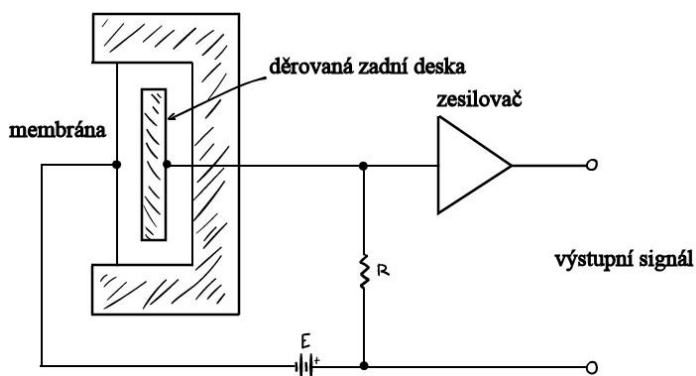 děrovaná zadní deska
zesilovač
membrána
výstupní signál
R
E
+